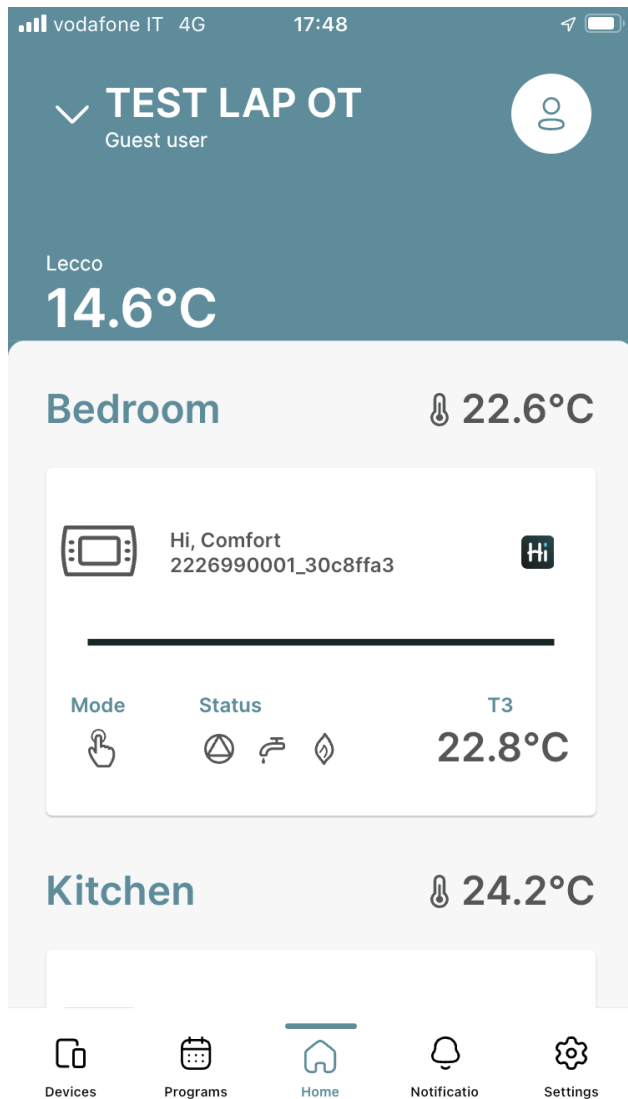 vodafone IT 4G 17:48
TEST LAP OT
Guest user
Lecco
14.6°C
Bedroom 22.6°C
Hi, Comfort
2226990001_30c8ffa3
Hi
Mode Status T3
22.8°C
Kitchen 24.2°C
Devices Programs Home Notificatio Settings